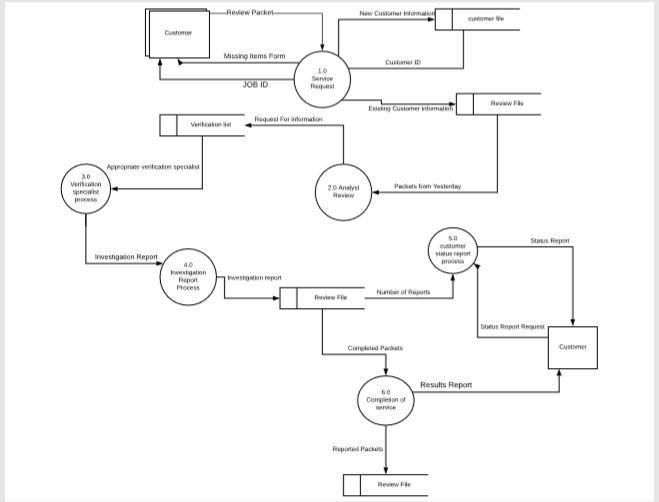 Review Packet
New Customer Information
customer file
Customer
Missing Items Form
Customer ID
1.0
Service
Request
JOB ID
Existing Customer information
Review File
Verification list
Request For information
Appropriate verification specialist
3.0
Verification
specialist
process
2.0 Analyst
Review
Packets from Yesterday
5.0
customer
status report
process
Status Report
Investigation Report
4.0
Investigation
Report
Process
Investigation report
Review File
Number of Reports
Status Report Request
Customer
Completed Packets
6.0
Completion of
service
Results Report
Reported Packets
Review File